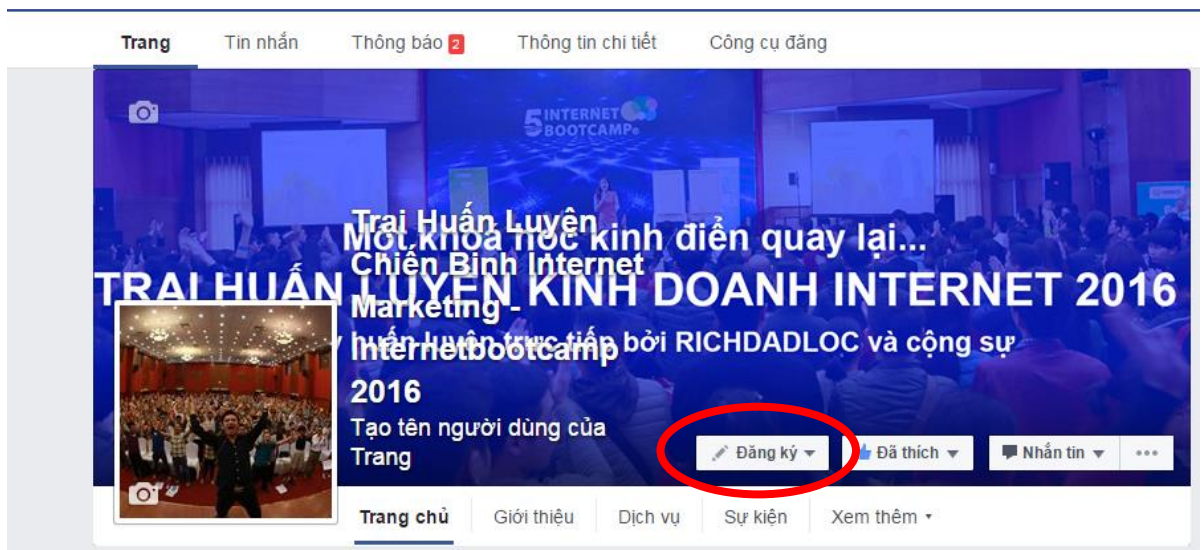 Trang Tin nhắn Thông báo 2 Thông tin chi tiết Công cụ đăng
5 INTERNET
BOOTCAMP
Một khoá học kinh điển quay lại...
TRẠI HUẤN LUYỆN KINH DOANH INTERNET 2016
huấn luyện trực tiếp bởi RICHDADLOC và cộng sự
Trại Huấn Luyện
Chiến Binh Internet
Marketing -
Internetbootcamp
2016
Tạo tên người dùng của
Trang
Đăng ký Đã thích Nhắn tin
Trang chủ Giới thiệu Dịch vụ Sự kiện Xem thêm